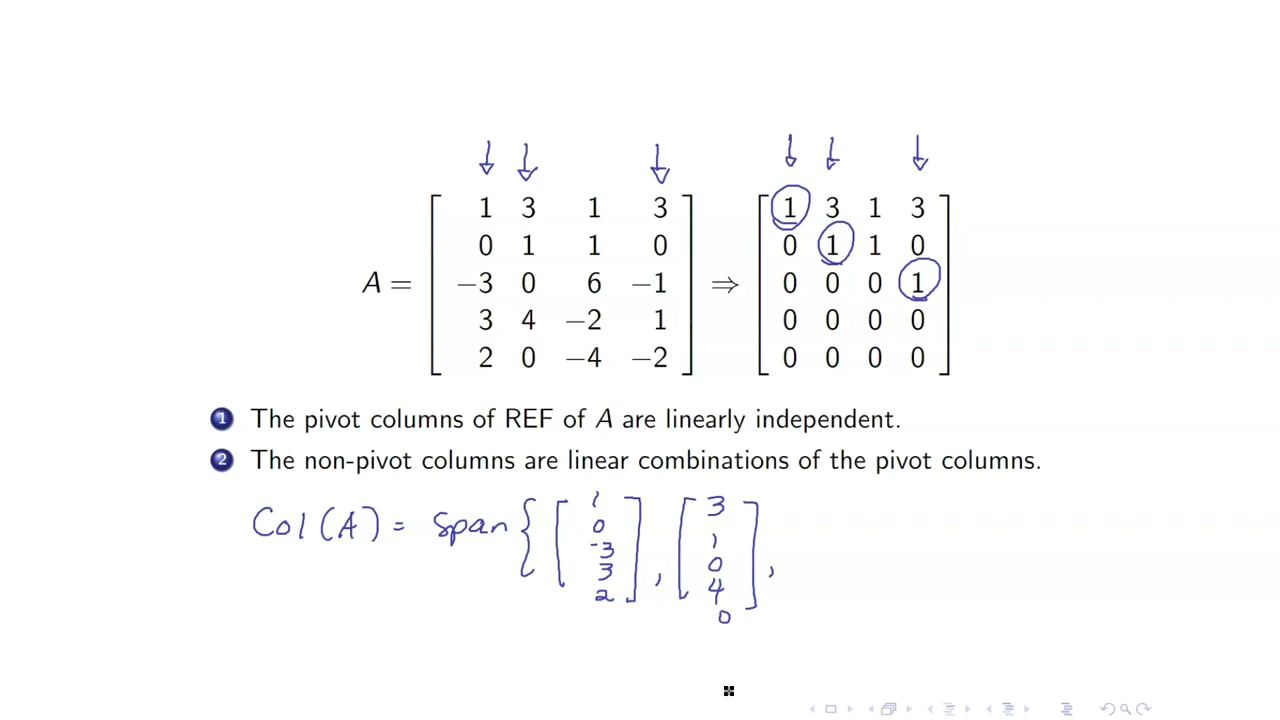 1 3 1 3 1 3 1 3
0 1 1 0 0 1 1 0
A = −3 0 6 −1 ⇒ 0 0 0 1
3 4 −2 1 0 0 0 0
2 0 −4 −2 0 0 0 0
1 The pivot columns of REF of A are linearly independent.
2 The non-pivot columns are linear combinations of the pivot columns.
Col(A) = Span { [1 0 -3 3 2], [3 1 0 4 0],